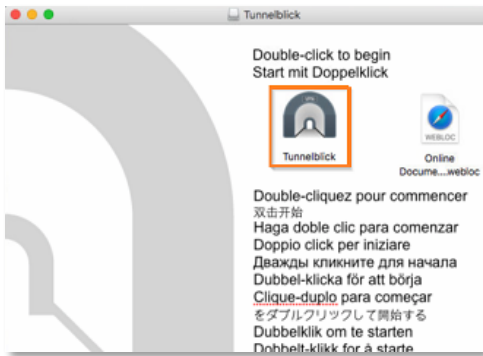 Tunnelblick
Double-click to begin
Start mit Doppelklick
WEBLOC
Tunnelblick
Online
Docume....webloc
Double-cliquez pour commencer
双击开始
Haga doble clic para comenzar
Doppio click per iniziare
Дважды кликните для начала
Dubbel-klicka för att börja
Clique-duplo para começar
をダブルクリックして開始する
Dubbelklik om te starten
Dobbelt-klikk for å starte